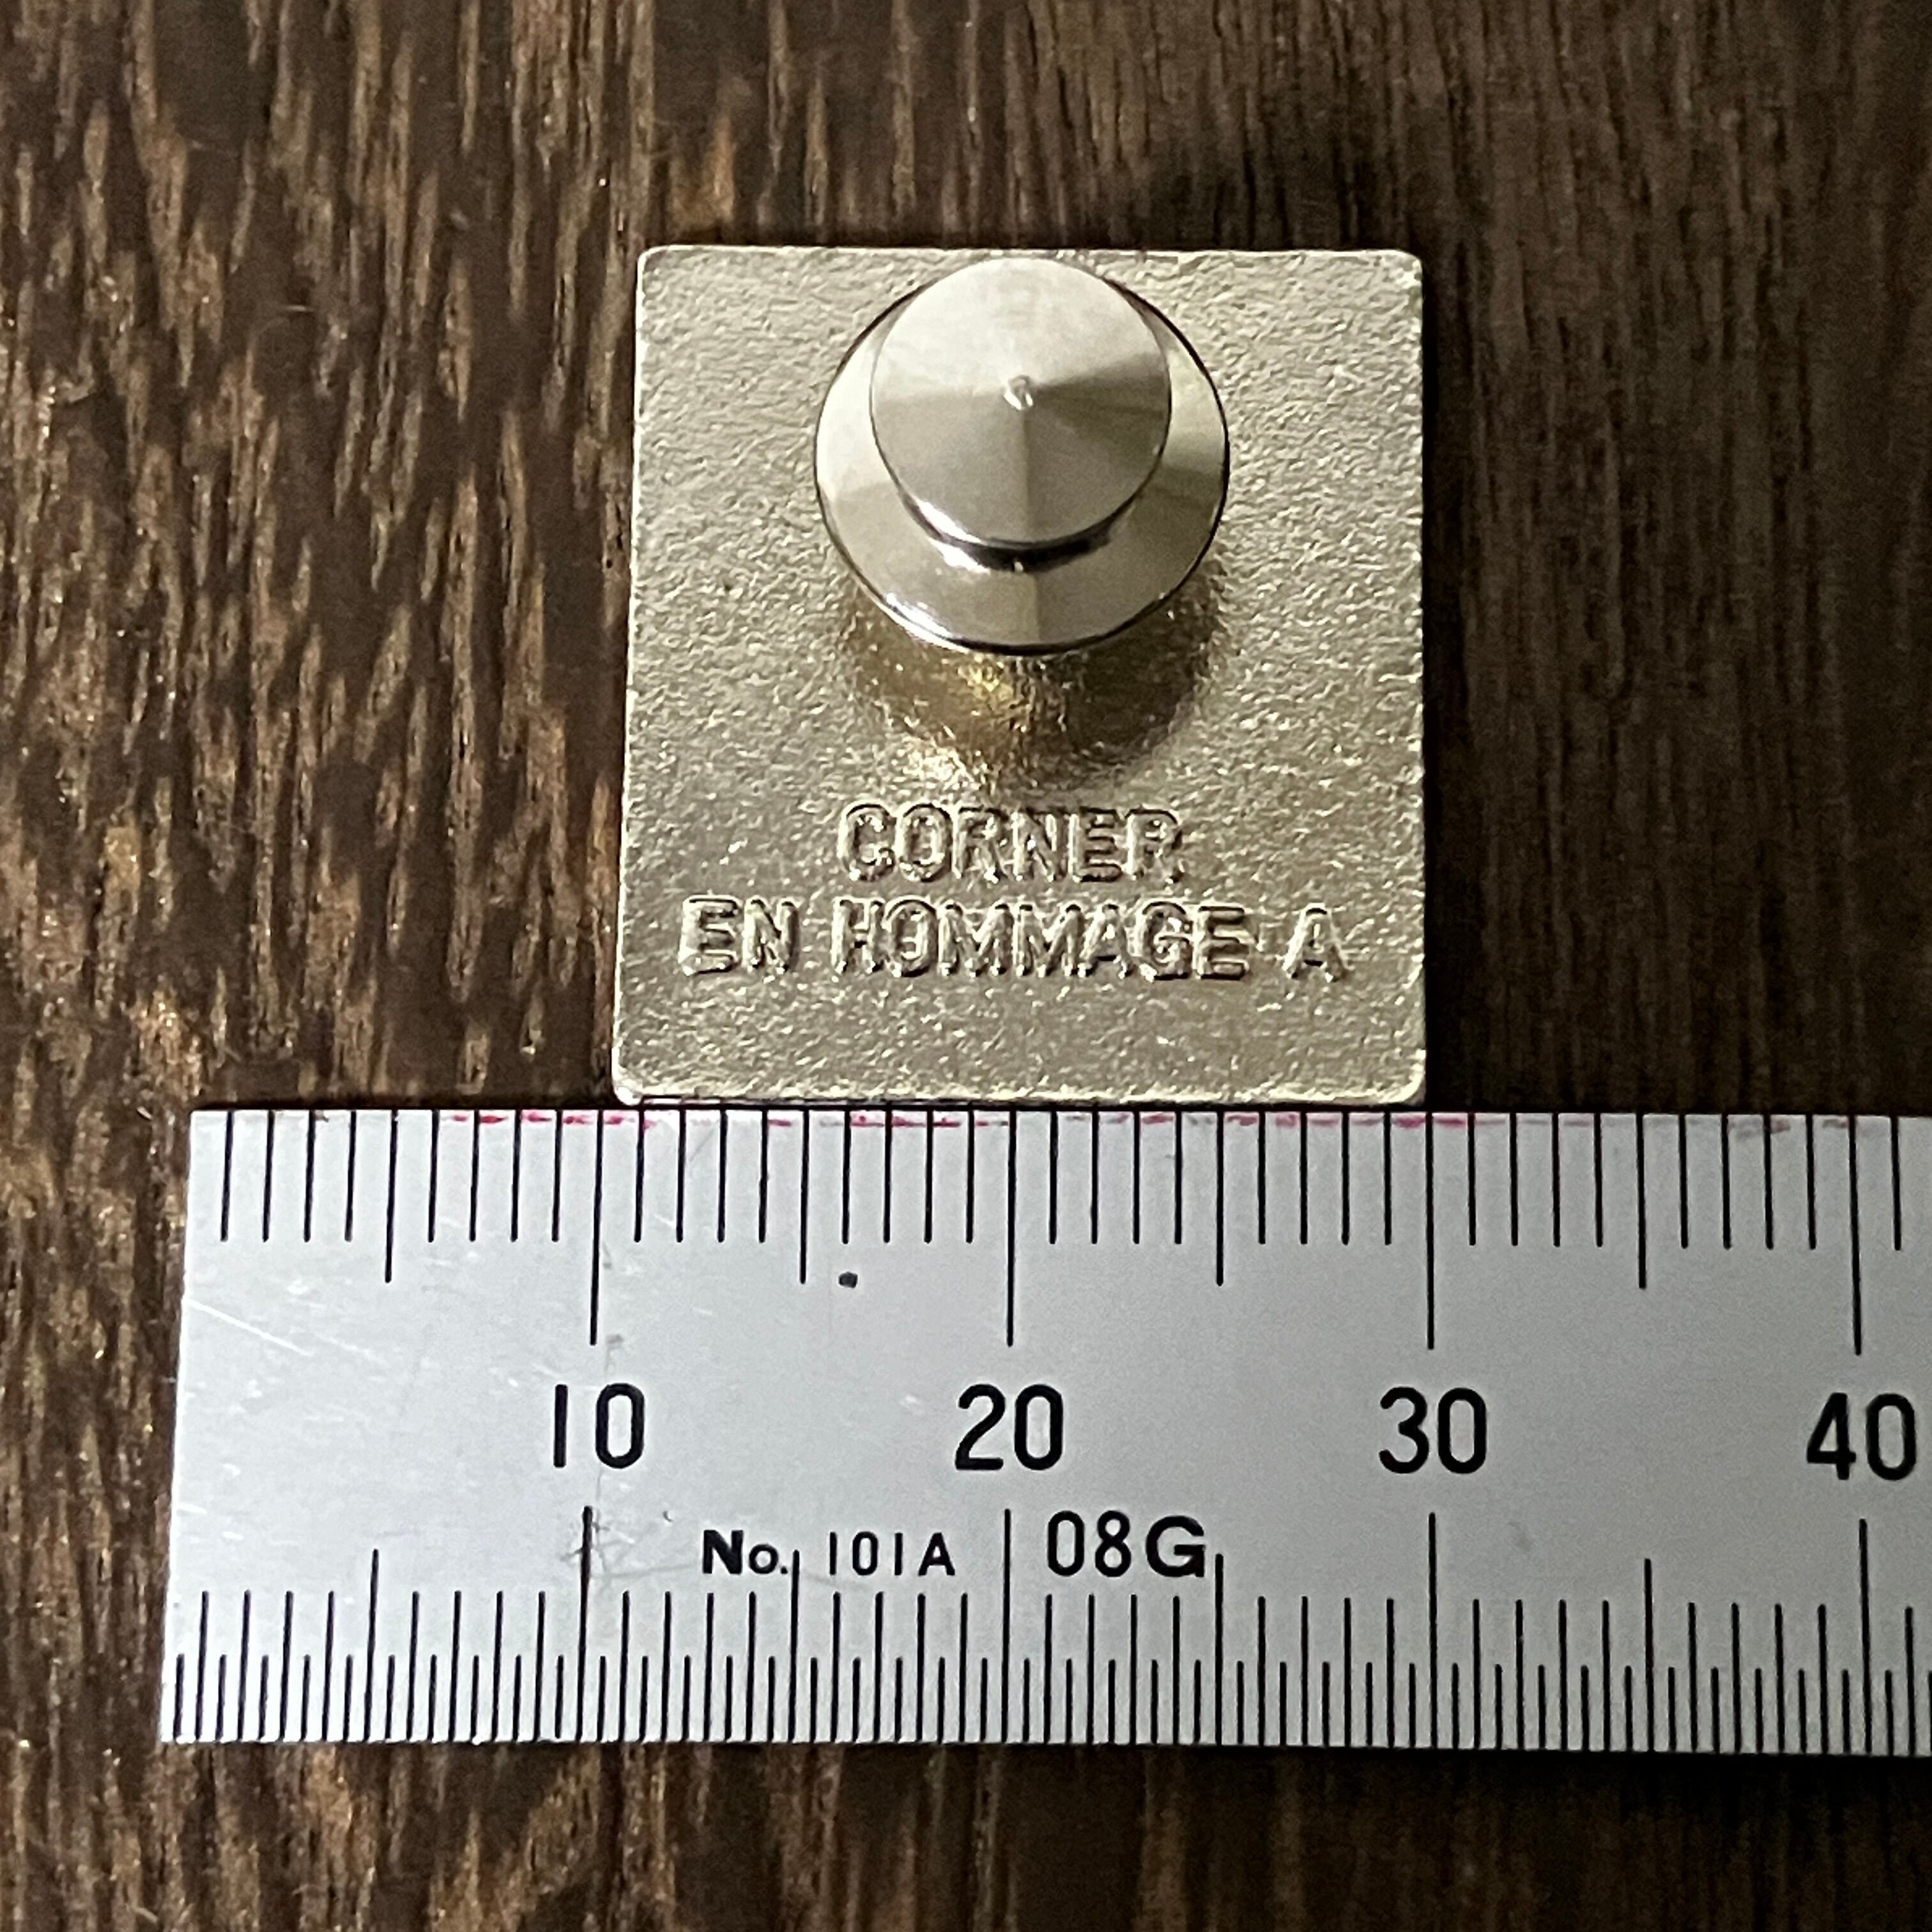 CORNER
EN HOMMAGE A
10 20 30 40
No. 101A 08G